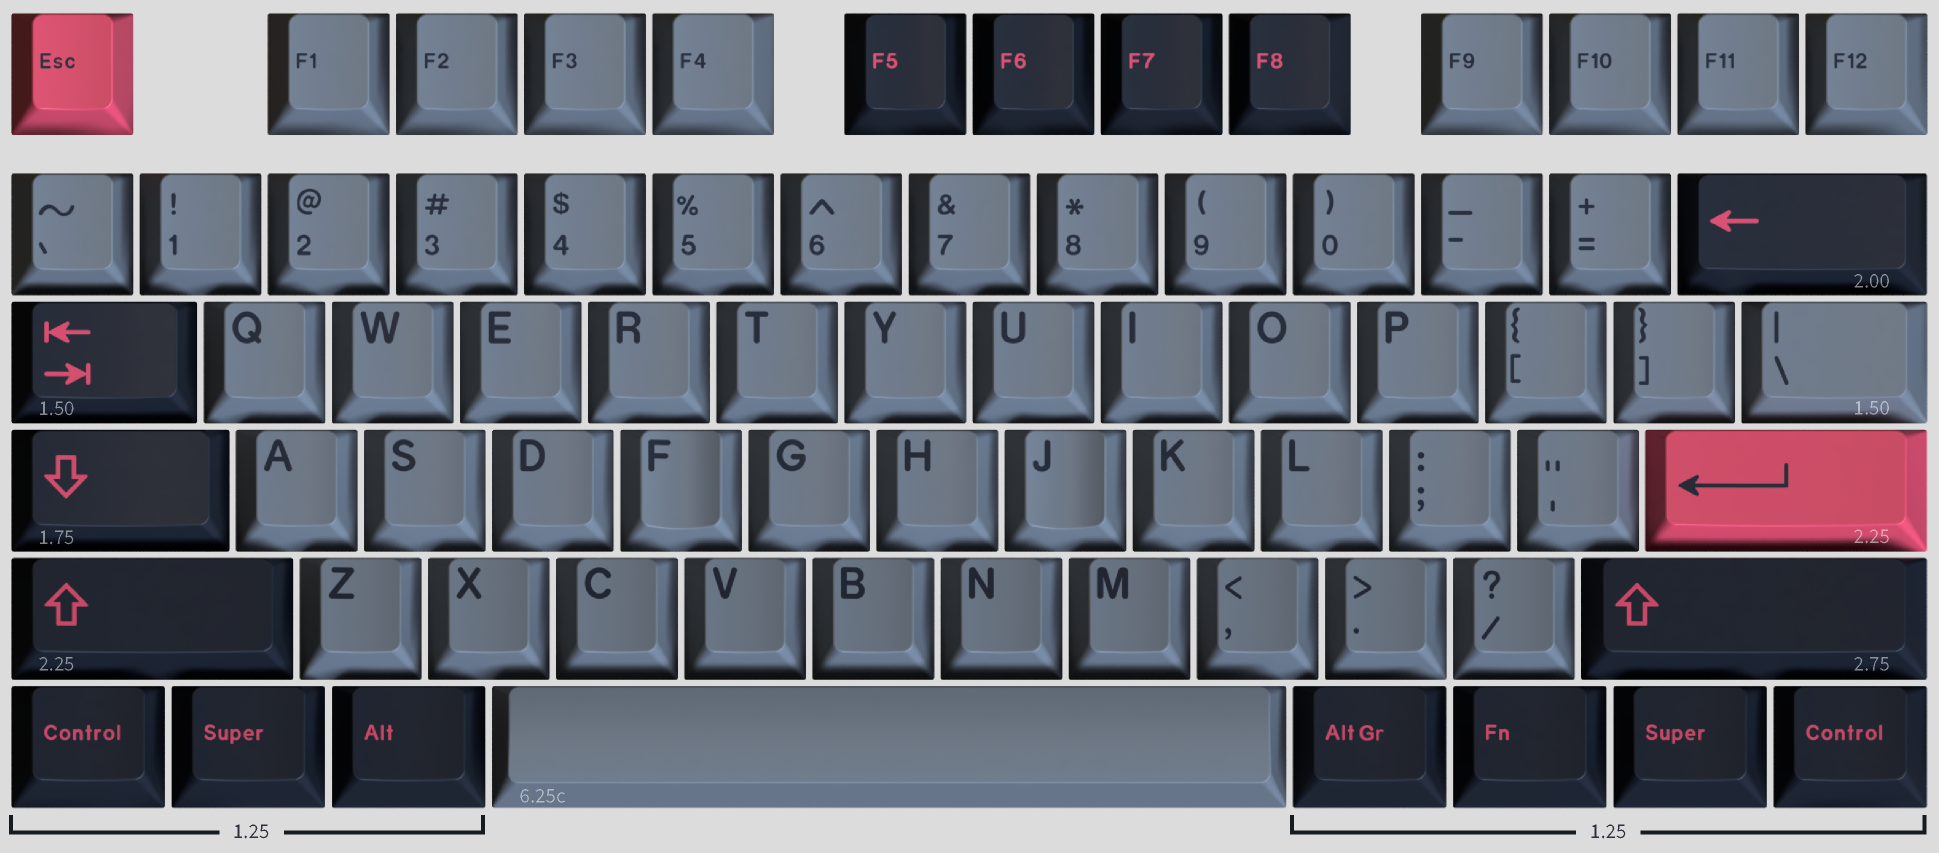 Esc F1 F2 F3 F4 F5 F6 F7 F8 F9 F10 F11 F12
~ ! @ # $ % ^ & * ( ) _ +
` 1 2 3 4 5 6 7 8 9 0 - = ←
2.00
Q W E R T Y U I O P { } |
[ ] \
1.50 1.50
A S D F G H J K L : "
; '
1.75 2.25
Z X C V B N M < > ?
, . /
2.25 2.75
Control Super Alt Alt Gr Fn Super Control
6.25c
1.25 1.25